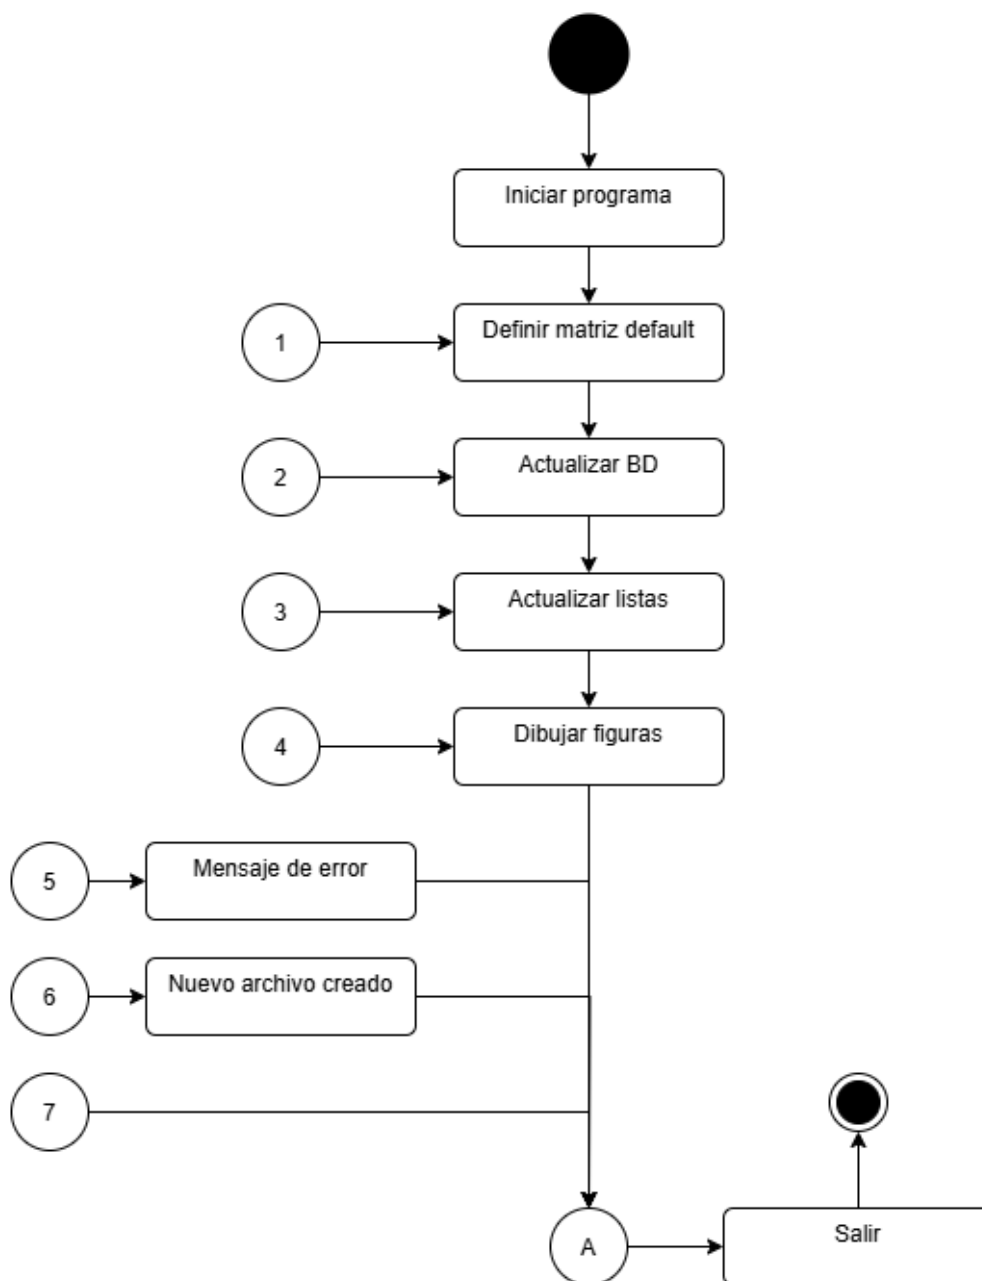 Iniciar programa
1
Definir matriz default
2
Actualizar BD
3
Actualizar listas
4
Dibujar figuras
5
Mensaje de error
6
Nuevo archivo creado
7
A
Salir